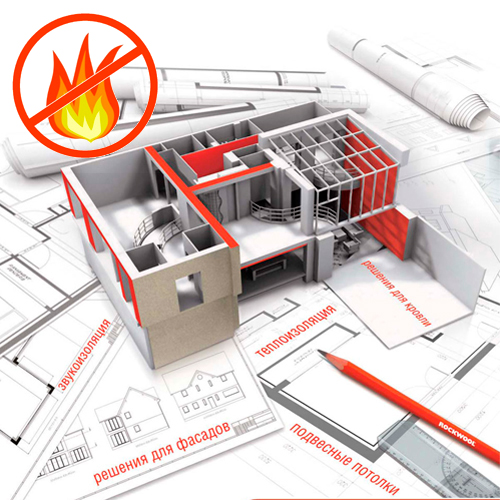 решения для кровли
теплоизоляция
звукоизоляция
решения для фасадов
подвесные потолки
ROCKWOOL